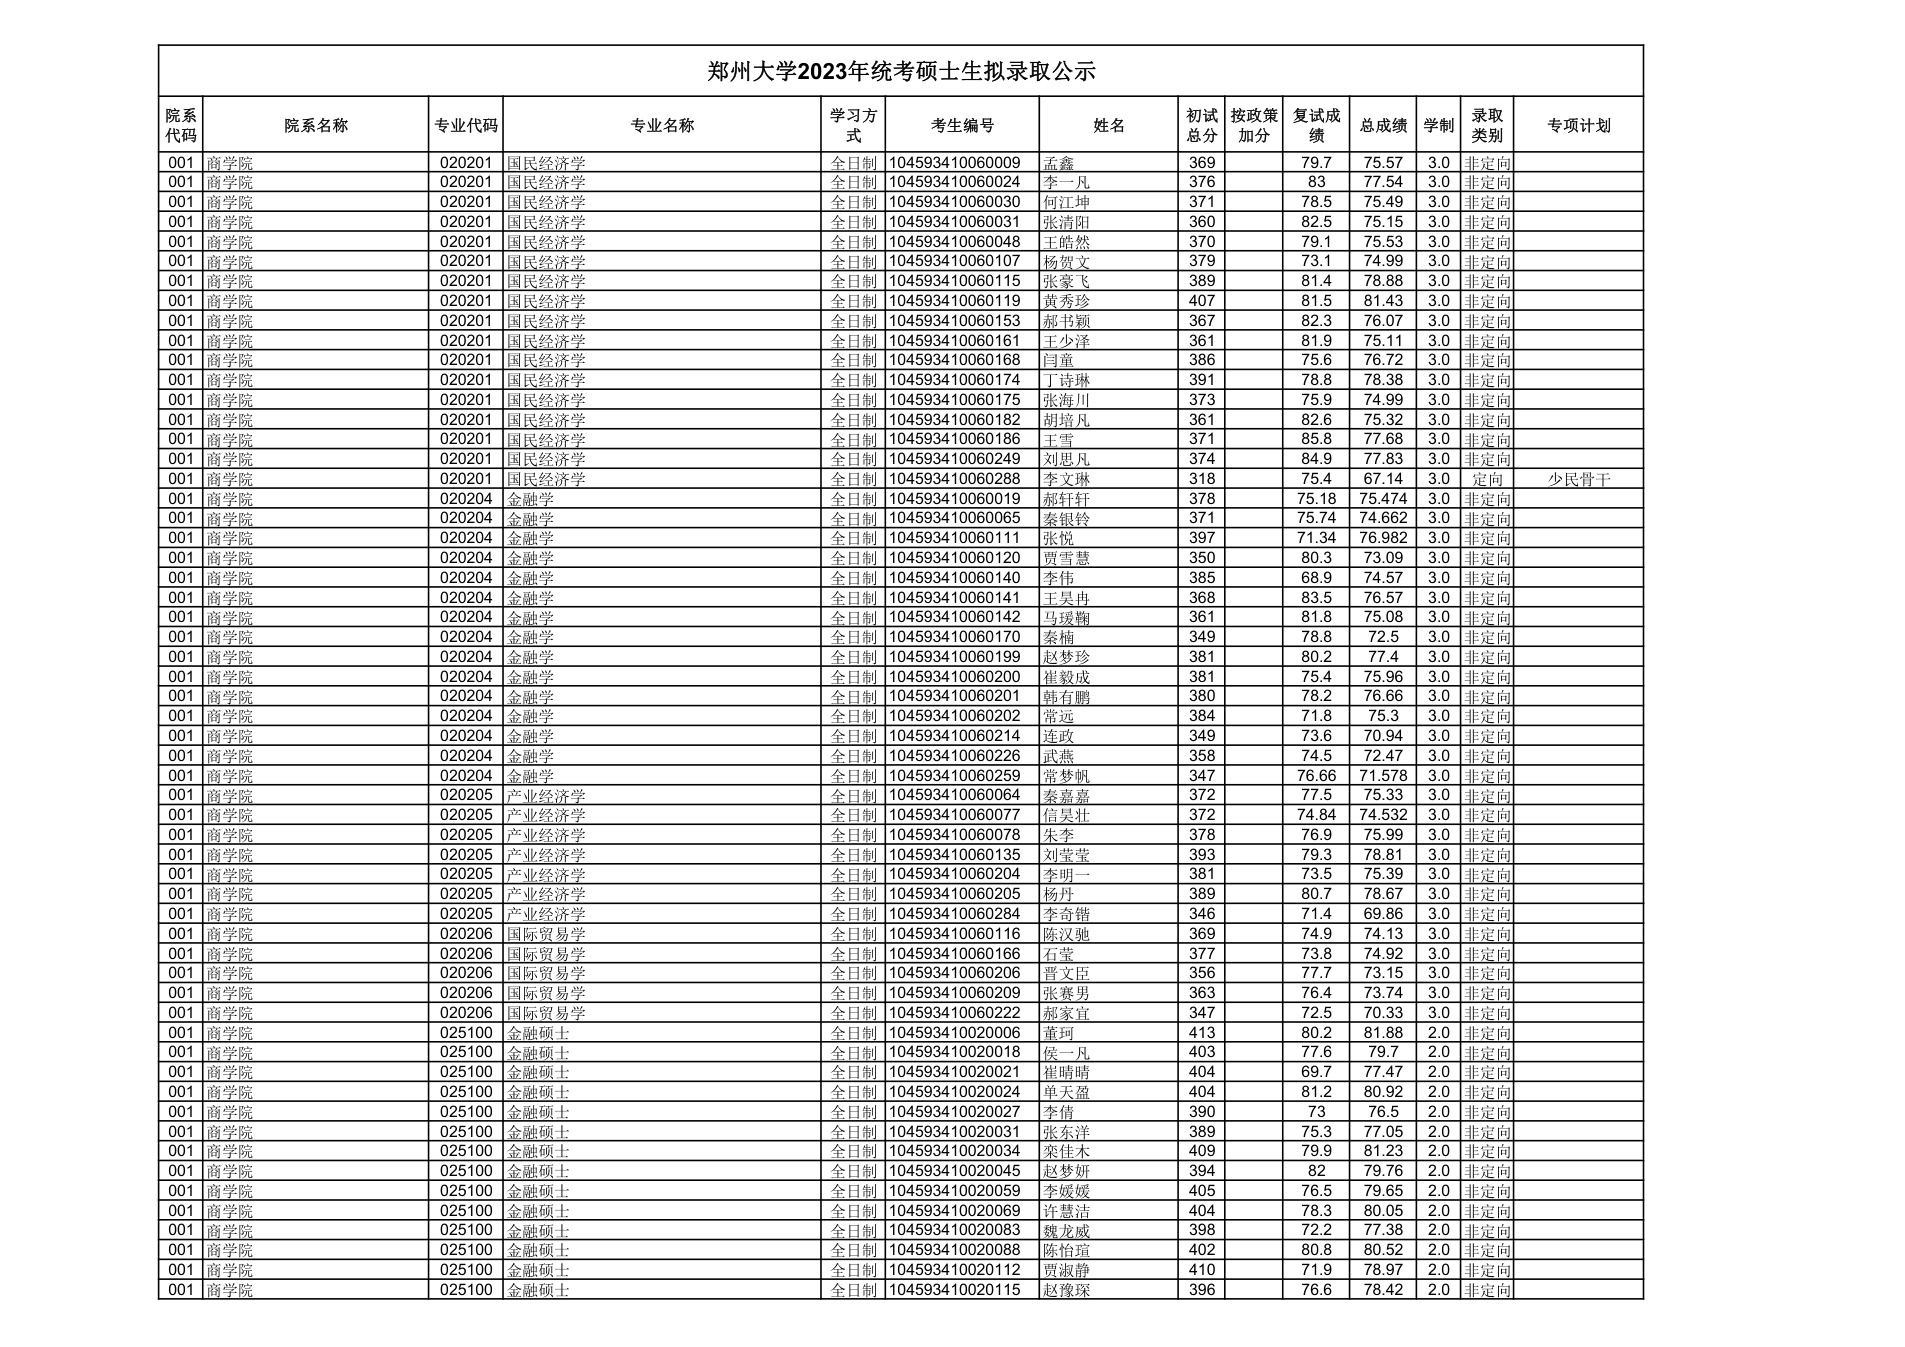 郑州大学2023年统考硕士生拟录取公示
院系代码 院系名称 专业代码 专业名称 学习方式 考生编号 姓名 初试总分 按政策加分 复试成绩 总成绩 学制 录取类别 专项计划
001 商学院 020201 国民经济学 全日制 104593410060009 孟鑫 369 79.7 75.57 3.0 非定向
001 商学院 020201 国民经济学 全日制 104593410060024 李一凡 376 83 77.54 3.0 非定向
001 商学院 020201 国民经济学 全日制 104593410060030 何江坤 371 78.5 75.49 3.0 非定向
001 商学院 020201 国民经济学 全日制 104593410060031 张清阳 360 82.5 75.15 3.0 非定向
001 商学院 020201 国民经济学 全日制 104593410060048 王皓然 370 79.1 75.53 3.0 非定向
001 商学院 020201 国民经济学 全日制 104593410060107 杨贺文 379 73.1 74.99 3.0 非定向
001 商学院 020201 国民经济学 全日制 104593410060115 张豪飞 389 81.4 78.88 3.0 非定向
001 商学院 020201 国民经济学 全日制 104593410060119 黄秀珍 407 81.5 81.43 3.0 非定向
001 商学院 020201 国民经济学 全日制 104593410060153 郝书颖 367 82.3 76.07 3.0 非定向
001 商学院 020201 国民经济学 全日制 104593410060161 王少泽 361 81.9 75.11 3.0 非定向
001 商学院 020201 国民经济学 全日制 104593410060168 闫童 386 75.6 76.72 3.0 非定向
001 商学院 020201 国民经济学 全日制 104593410060174 丁诗琳 391 78.8 78.38 3.0 非定向
001 商学院 020201 国民经济学 全日制 104593410060175 张海川 373 75.9 74.99 3.0 非定向
001 商学院 020201 国民经济学 全日制 104593410060182 胡培凡 361 82.6 75.32 3.0 非定向
001 商学院 020201 国民经济学 全日制 104593410060186 王雪 371 85.8 77.68 3.0 非定向
001 商学院 020201 国民经济学 全日制 104593410060249 刘思凡 374 84.9 77.83 3.0 非定向
001 商学院 020201 国民经济学 全日制 104593410060288 李文琳 318 75.4 67.14 3.0 定向 少民骨干
001 商学院 020204 金融学 全日制 104593410060019 郝轩轩 378 75.18 75.474 3.0 非定向
001 商学院 020204 金融学 全日制 104593410060065 秦银铃 371 75.74 74.662 3.0 非定向
001 商学院 020204 金融学 全日制 104593410060111 张悦 397 71.34 76.982 3.0 非定向
001 商学院 020204 金融学 全日制 104593410060120 贾雪慧 350 80.3 73.09 3.0 非定向
001 商学院 020204 金融学 全日制 104593410060140 李伟 385 68.9 74.57 3.0 非定向
001 商学院 020204 金融学 全日制 104593410060141 王昊冉 368 83.5 76.57 3.0 非定向
001 商学院 020204 金融学 全日制 104593410060142 马瑗鞠 361 81.8 75.08 3.0 非定向
001 商学院 020204 金融学 全日制 104593410060170 秦楠 349 78.8 72.5 3.0 非定向
001 商学院 020204 金融学 全日制 104593410060199 赵梦珍 381 80.2 77.4 3.0 非定向
001 商学院 020204 金融学 全日制 104593410060200 崔毅成 381 75.4 75.96 3.0 非定向
001 商学院 020204 金融学 全日制 104593410060201 韩有鹏 380 78.2 76.66 3.0 非定向
001 商学院 020204 金融学 全日制 104593410060202 常远 384 71.8 75.3 3.0 非定向
001 商学院 020204 金融学 全日制 104593410060214 连政 349 73.6 70.94 3.0 非定向
001 商学院 020204 金融学 全日制 104593410060226 武燕 358 74.5 72.47 3.0 非定向
001 商学院 020204 金融学 全日制 104593410060259 常梦帆 347 76.66 71.578 3.0 非定向
001 商学院 020205 产业经济学 全日制 104593410060064 秦嘉嘉 372 77.5 75.33 3.0 非定向
001 商学院 020205 产业经济学 全日制 104593410060077 信昊壮 372 74.84 74.532 3.0 非定向
001 商学院 020205 产业经济学 全日制 104593410060078 朱李 378 76.9 75.99 3.0 非定向
001 商学院 020205 产业经济学 全日制 104593410060135 刘莹莹 393 79.3 78.81 3.0 非定向
001 商学院 020205 产业经济学 全日制 104593410060204 李明一 381 73.5 75.39 3.0 非定向
001 商学院 020205 产业经济学 全日制 104593410060205 杨丹 389 80.7 78.67 3.0 非定向
001 商学院 020205 产业经济学 全日制 104593410060284 李奇锴 346 71.4 69.86 3.0 非定向
001 商学院 020206 国际贸易学 全日制 104593410060116 陈汉驰 369 74.9 74.13 3.0 非定向
001 商学院 020206 国际贸易学 全日制 104593410060166 石莹 377 73.8 74.92 3.0 非定向
001 商学院 020206 国际贸易学 全日制 104593410060206 晋文臣 356 77.7 73.15 3.0 非定向
001 商学院 020206 国际贸易学 全日制 104593410060209 张赛男 363 76.4 73.74 3.0 非定向
001 商学院 020206 国际贸易学 全日制 104593410060222 郝家宜 347 72.5 70.33 3.0 非定向
001 商学院 025100 金融硕士 全日制 104593410020006 董珂 413 80.2 81.88 2.0 非定向
001 商学院 025100 金融硕士 全日制 104593410020018 侯一凡 403 77.6 79.7 2.0 非定向
001 商学院 025100 金融硕士 全日制 104593410020021 崔晴晴 404 69.7 77.47 2.0 非定向
001 商学院 025100 金融硕士 全日制 104593410020024 单天盈 404 81.2 80.92 2.0 非定向
001 商学院 025100 金融硕士 全日制 104593410020027 李倩 390 73 76.5 2.0 非定向
001 商学院 025100 金融硕士 全日制 104593410020031 张东洋 389 75.3 77.05 2.0 非定向
001 商学院 025100 金融硕士 全日制 104593410020034 栾佳木 409 79.9 81.23 2.0 非定向
001 商学院 025100 金融硕士 全日制 104593410020045 赵梦妍 394 82 79.76 2.0 非定向
001 商学院 025100 金融硕士 全日制 104593410020059 李媛媛 405 76.5 79.65 2.0 非定向
001 商学院 025100 金融硕士 全日制 104593410020069 许慧洁 404 78.3 80.05 2.0 非定向
001 商学院 025100 金融硕士 全日制 104593410020083 魏龙威 398 72.2 77.38 2.0 非定向
001 商学院 025100 金融硕士 全日制 104593410020088 陈怡瑄 402 80.8 80.52 2.0 非定向
001 商学院 025100 金融硕士 全日制 104593410020112 贾淑静 410 71.9 78.97 2.0 非定向
001 商学院 025100 金融硕士 全日制 104593410020115 赵豫琛 396 76.6 78.42 2.0 非定向